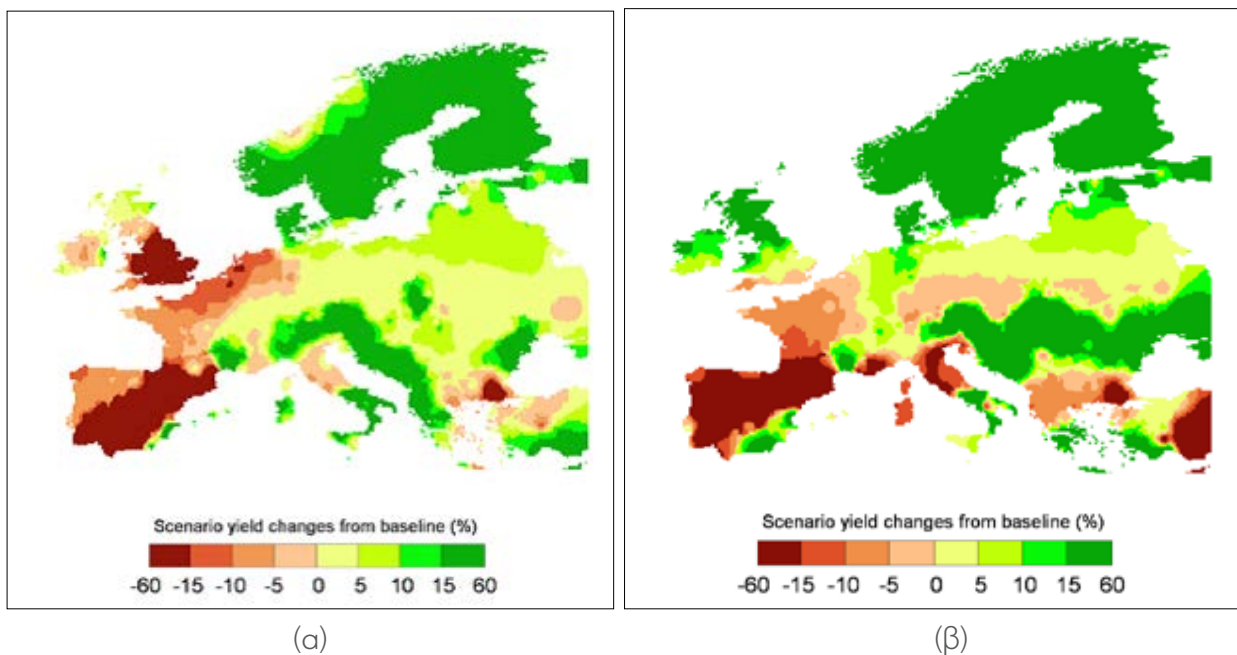 Scenario yield changes from baseline (%)
-60 -15 -10 -5 0 5 10 15 60
(α)
Scenario yield changes from baseline (%)
-60 -15 -10 -5 0 5 10 15 60
(β)